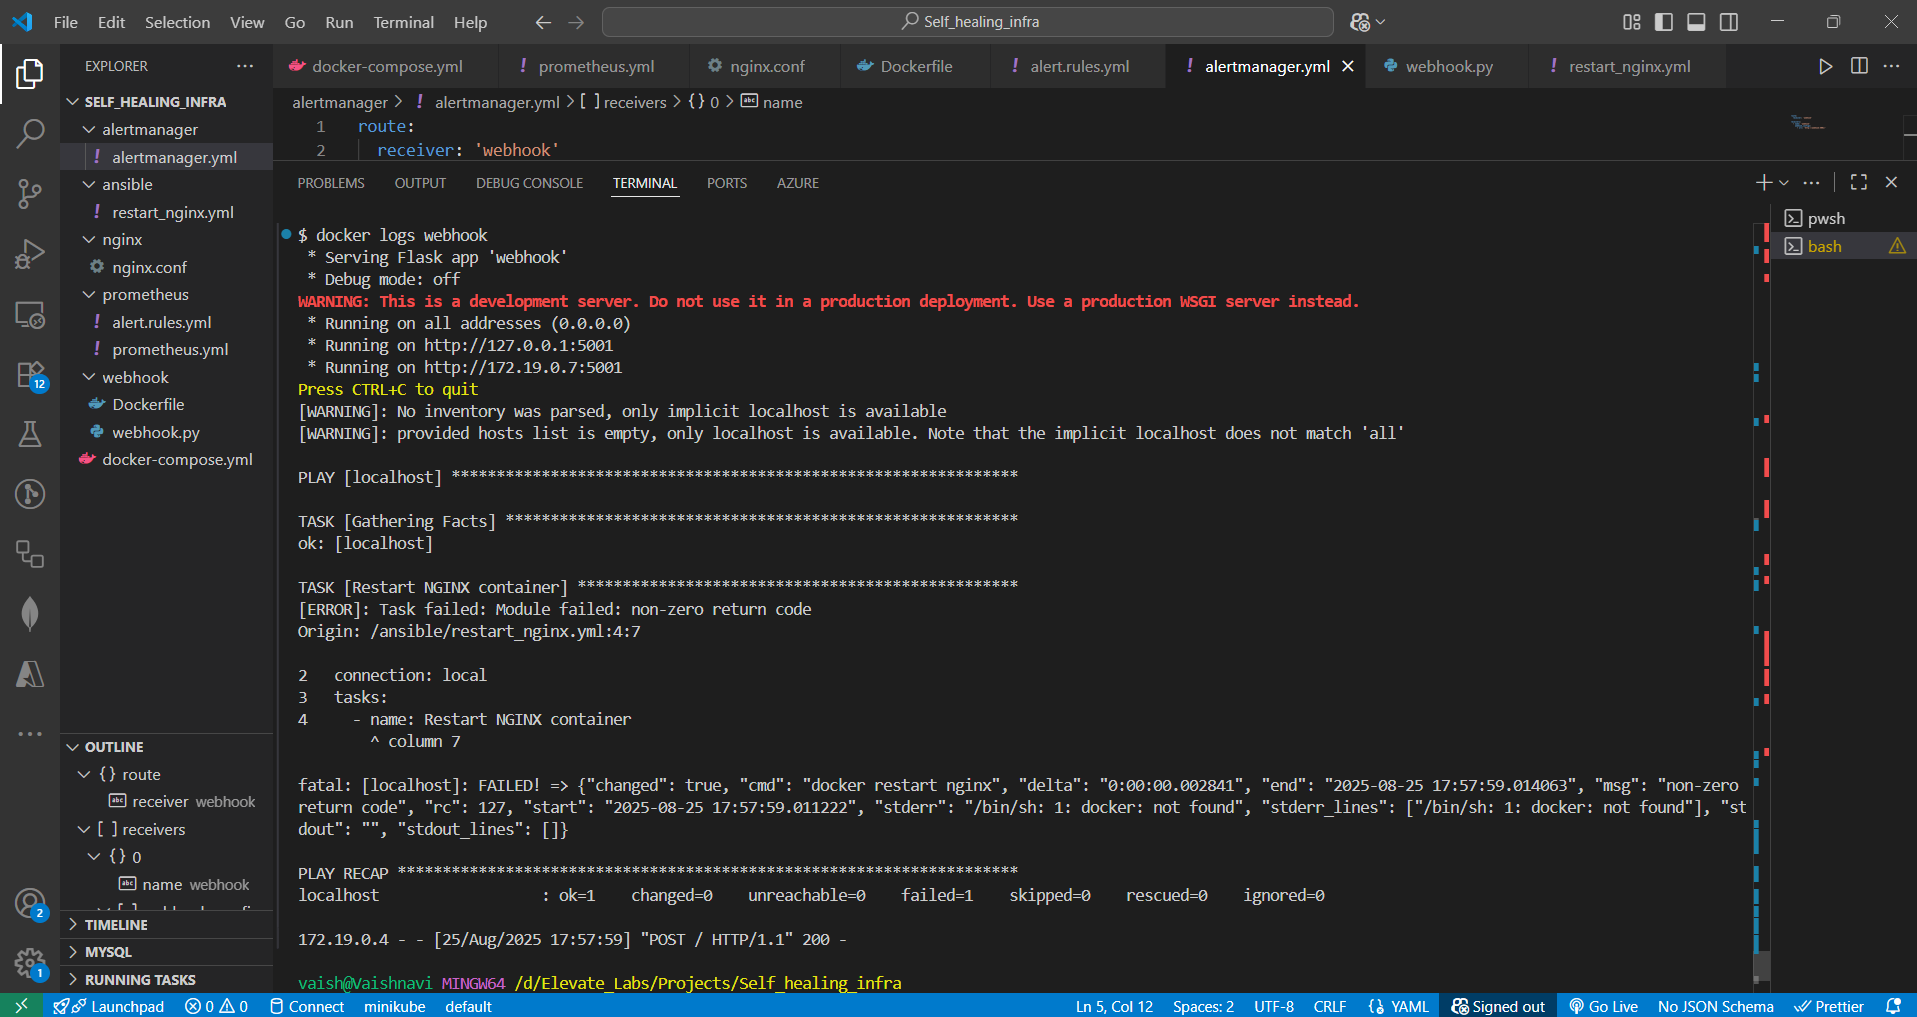 File Edit Selection View Go Run Terminal Help
Self_healing_infra
EXPLORER
docker-compose.yml
prometheus.yml
nginx.conf
Dockerfile
alert.rules.yml
alertmanager.yml
webhook.py
restart_nginx.yml
SELF_HEALING_INFRA
alertmanager
alertmanager.yml
ansible
restart_nginx.yml
nginx
nginx.conf
prometheus
alert.rules.yml
prometheus.yml
webhook
Dockerfile
webhook.py
docker-compose.yml
12
OUTLINE
{} route
abc receiver webhook
[ ] receivers
{} 0
abc name webhook
TIMELINE
MYSQL
RUNNING TASKS
2
1
alertmanager > ! alertmanager.yml > [ ] receivers > {} 0 > abc name
1 route:
2 receiver: 'webhook'
PROBLEMS OUTPUT DEBUG CONSOLE TERMINAL PORTS AZURE
pwsh
bash
$ docker logs webhook
* Serving Flask app 'webhook'
* Debug mode: off
WARNING: This is a development server. Do not use it in a production deployment. Use a production WSGI server instead.
* Running on all addresses (0.0.0.0)
* Running on http://127.0.0.1:5001
* Running on http://172.19.0.7:5001
Press CTRL+C to quit
[WARNING]: No inventory was parsed, only implicit localhost is available
[WARNING]: provided hosts list is empty, only localhost is available. Note that the implicit localhost does not match 'all'
PLAY [localhost] ***************************************************************
TASK [Gathering Facts] *********************************************************
ok: [localhost]
TASK [Restart NGINX container] *************************************************
[ERROR]: Task failed: Module failed: non-zero return code
Origin: /ansible/restart_nginx.yml:4:7
2 connection: local
3 tasks:
4 - name: Restart NGINX container
^ column 7
fatal: [localhost]: FAILED! => {"changed": true, "cmd": "docker restart nginx", "delta": "0:00:00.002841", "end": "2025-08-25 17:57:59.014063", "msg": "non-zero
return code", "rc": 127, "start": "2025-08-25 17:57:59.011222", "stderr": "/bin/sh: 1: docker: not found", "stderr_lines": ["/bin/sh: 1: docker: not found"], "st
dout": "", "stdout_lines": []}
PLAY RECAP *********************************************************************
localhost : ok=1 changed=0 unreachable=0 failed=1 skipped=0 rescued=0 ignored=0
172.19.0.4 - - [25/Aug/2025 17:57:59] "POST / HTTP/1.1" 200 -
vaish@Vaishnavi MINGW64 /d/Elevate_Labs/Projects/Self_healing_infra
Launchpad 0 0 Connect minikube default Ln 5, Col 12 Spaces: 2 UTF-8 CRLF {} YAML Signed out Go Live No JSON Schema Prettier